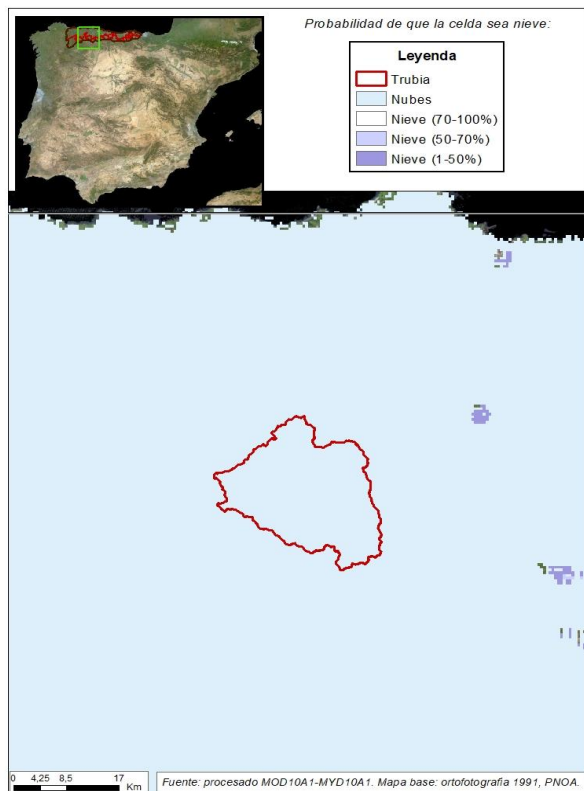 Probabilidad de que la celda sea nieve:
Leyenda
Trubia
Nubes
Nieve (70-100%)
Nieve (50-70%)
Nieve (1-50%)
0 4,25 8,5 17
Km
Fuente: procesado MOD10A1-MYD10A1. Mapa base: ortofotografia 1991, PNOA.